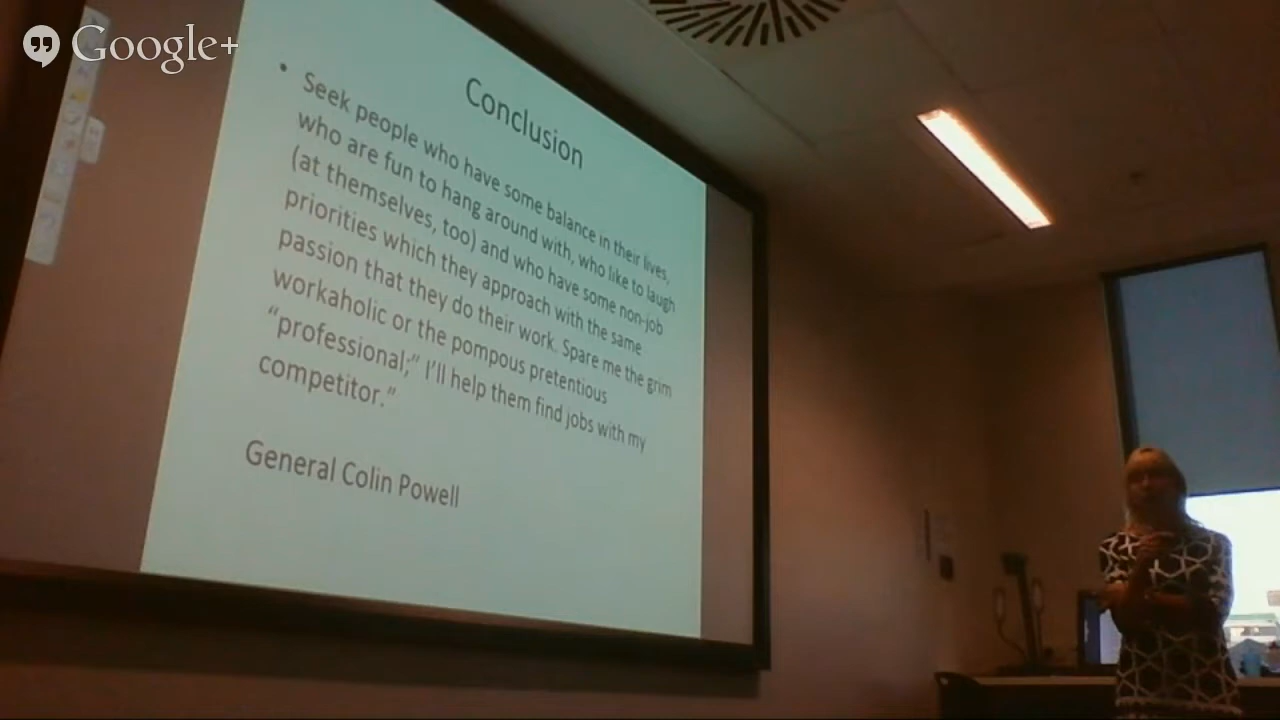 Google+
Conclusion
• Seek people who have some balance in their lives,
who are fun to hang around with, who like to laugh
(at themselves, too) and who have some non-job
priorities which they approach with the same
passion that they do their work. Spare me the grim
workaholic or the pompous pretentious
“professional;” I’ll help them find jobs with my
competitor.”
General Colin Powell